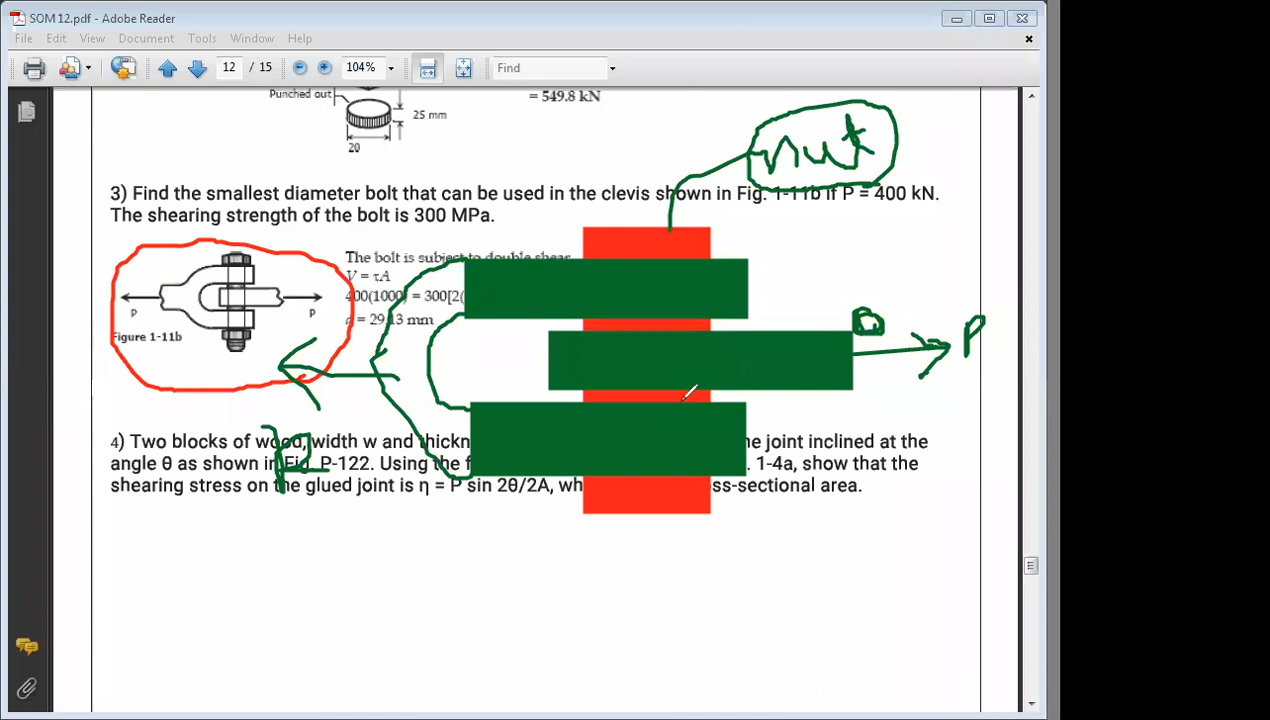 SOM 12.pdf - Adobe Reader
File Edit View Document Tools Window Help
12 / 15 104% Find
Punched out
= 549.8 kN
25 mm
20
nut
3) Find the smallest diameter bolt that can be used in the clevis shown in Fig. 1-11b if P = 400 kN.
The shearing strength of the bolt is 300 MPa.
The bolt is subject to double shear
V = τA
400(1000) = 300[2(
d = 29.13 mm
P P
Figure 1-11b
P
P
4) Two blocks of wood, width w and thickn he joint inclined at the
angle θ as shown in Fig. P-122. Using the f . 1-4a, show that the
shearing stress on the glued joint is η = P sin 2θ/2A, wh ss-sectional area.